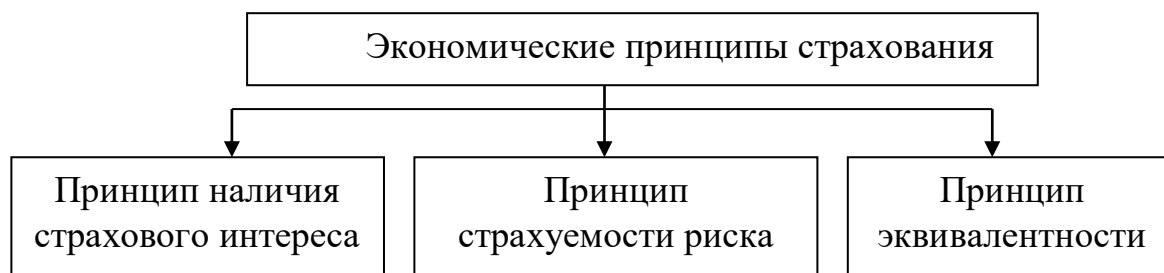 Экономические принципы страхования
Принцип наличия
страхового интереса
Принцип
страхуемости риска
Принцип
эквивалентности